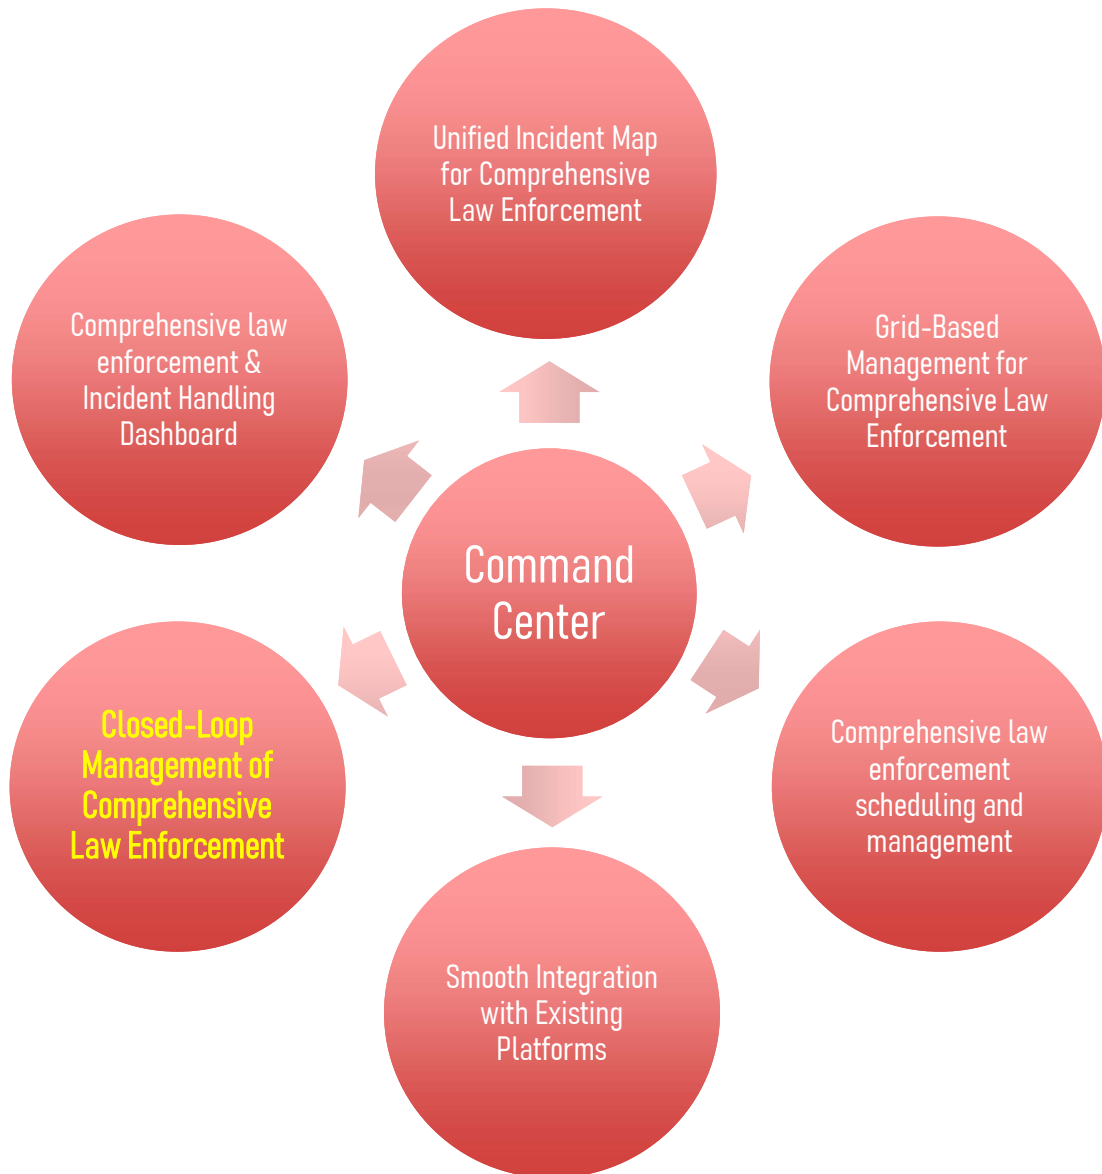 Unified Incident Map
for Comprehensive
Law Enforcement
Comprehensive law
enforcement &
Incident Handling
Dashboard
Grid-Based
Management for
Comprehensive Law
Enforcement
Command
Center
Closed-Loop
Management of
Comprehensive
Law Enforcement
Comprehensive law
enforcement
scheduling and
management
Smooth Integration
with Existing
Platforms